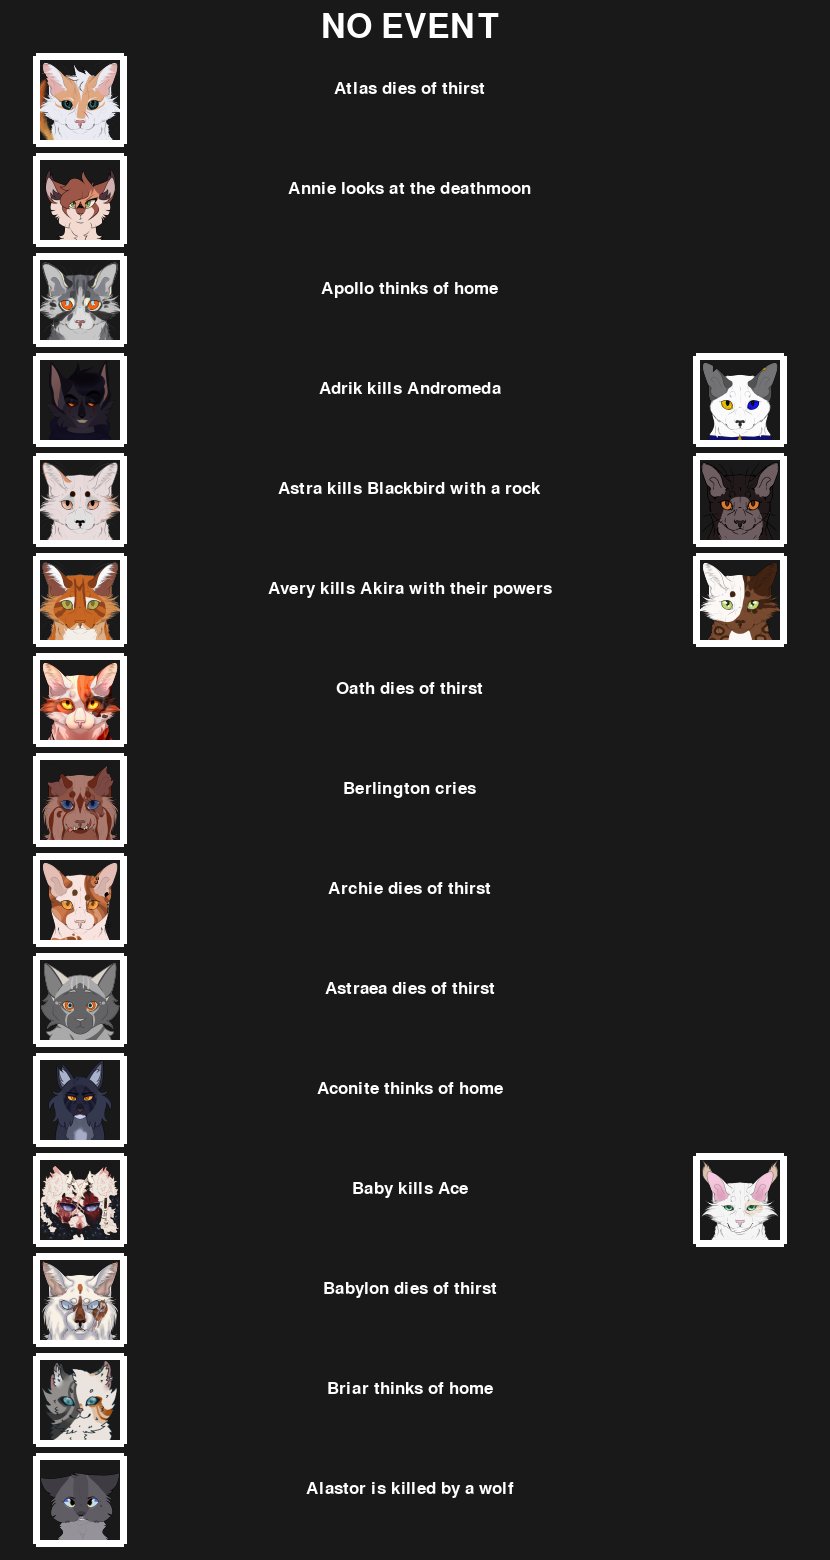 NO EVENT
Atlas dies of thirst
Annie looks at the deathmoon
Apollo thinks of home
Adrik kills Andromeda
Astra kills Blackbird with a rock
Avery kills Akira with their powers
Oath dies of thirst
Berlington cries
Archie dies of thirst
Astraea dies of thirst
Aconite thinks of home
Baby kills Ace
Babylon dies of thirst
Briar thinks of home
Alastor is killed by a wolf